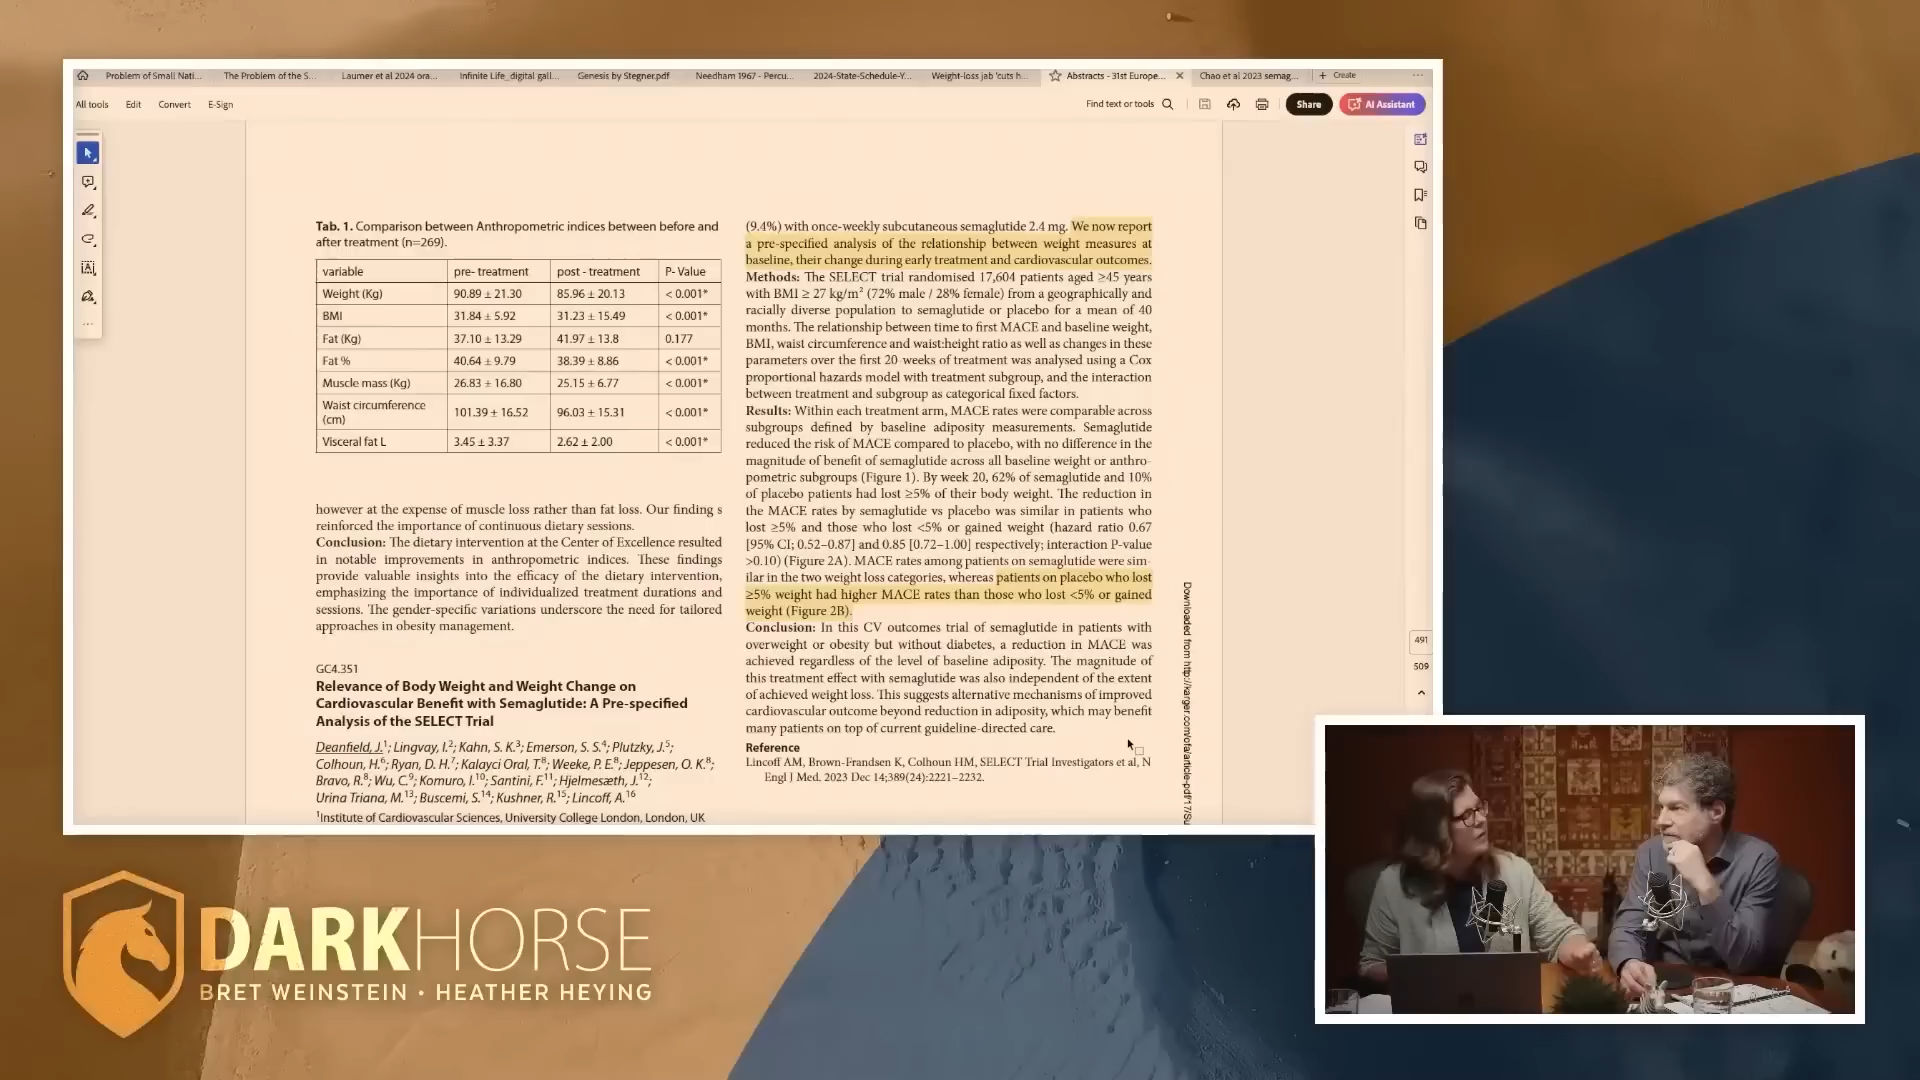 Problem of Small Nati...
The Problem of the S...
Laumer et al 2024 ora...
Infinite Life_digital gall...
Genesis by Stegner.pdf
Needham 1967 - Percu...
2024-State-Schedule-Y...
Weight-loss jab 'cuts h...
Abstracts - 31st Europe...
Chao et al 2023 semag...
+ Create
All tools Edit Convert E-Sign
Find text or tools
Share
AI Assistant
Tab. 1. Comparison between Anthropometric indices between before and
after treatment (n=269).
variable pre- treatment post - treatment P- Value
Weight (Kg) 90.89 ± 21.30 85.96 ± 20.13 < 0.001*
BMI 31.84 ± 5.92 31.23 ± 15.49 < 0.001*
Fat (Kg) 37.10 ± 13.29 41.97 ± 13.8 0.177
Fat % 40.64 ± 9.79 38.39 ± 8.86 < 0.001*
Muscle mass (Kg) 26.83 ± 16.80 25.15 ± 6.77 < 0.001*
Waist circumference
(cm) 101.39 ± 16.52 96.03 ± 15.31 < 0.001*
Visceral fat L 3.45 ± 3.37 2.62 ± 2.00 < 0.001*
however at the expense of muscle loss rather than fat loss. Our finding s
reinforced the importance of continuous dietary sessions.
Conclusion: The dietary intervention at the Center of Excellence resulted
in notable improvements in anthropometric indices. These findings
provide valuable insights into the efficacy of the dietary intervention,
emphasizing the importance of individualized treatment durations and
sessions. The gender-specific variations underscore the need for tailored
approaches in obesity management.
GC4.351
Relevance of Body Weight and Weight Change on
Cardiovascular Benefit with Semaglutide: A Pre-specified
Analysis of the SELECT Trial
Deanfield, J.1; Lingvay, I.2; Kahn, S. K.3; Emerson, S. S.4; Plutzky, J.5;
Colhoun, H.6; Ryan, D. H.7; Kalayci Oral, T.8; Weeke, P. E.8; Jeppesen, O. K.8;
Bravo, R.8; Wu, C.9; Komuro, I.10; Santini, F.11; Hjelmesæth, J.12;
Urina Triana, M.13; Buscemi, S.14; Kushner, R.15; Lincoff, A.16
1Institute of Cardiovascular Sciences, University College London, London, UK
(9.4%) with once-weekly subcutaneous semaglutide 2.4 mg. We now report
a pre-specified analysis of the relationship between weight measures at
baseline, their change during early treatment and cardiovascular outcomes.
Methods: The SELECT trial randomised 17,604 patients aged ≥45 years
with BMI ≥ 27 kg/m² (72% male / 28% female) from a geographically and
racially diverse population to semaglutide or placebo for a mean of 40
months. The relationship between time to first MACE and baseline weight,
BMI, waist circumference and waist:height ratio as well as changes in these
parameters over the first 20-weeks of treatment was analysed using a Cox
proportional hazards model with treatment subgroup, and the interaction
between treatment and subgroup as categorical fixed factors.
Results: Within each treatment arm, MACE rates were comparable across
subgroups defined by baseline adiposity measurements. Semaglutide
reduced the risk of MACE compared to placebo, with no difference in the
magnitude of benefit of semaglutide across all baseline weight or anthro-
pometric subgroups (Figure 1). By week 20, 62% of semaglutide and 10%
of placebo patients had lost ≥5% of their body weight. The reduction in
the MACE rates by semaglutide vs placebo was similar in patients who
lost ≥5% and those who lost <5% or gained weight (hazard ratio 0.67
[95% CI; 0.52–0.87] and 0.85 [0.72–1.00] respectively; interaction P-value
>0.10) (Figure 2A). MACE rates among patients on semaglutide were sim-
ilar in the two weight loss categories, whereas patients on placebo who lost
≥5% weight had higher MACE rates than those who lost <5% or gained
weight (Figure 2B).
Conclusion: In this CV outcomes trial of semaglutide in patients with
overweight or obesity but without diabetes, a reduction in MACE was
achieved regardless of the level of baseline adiposity. The magnitude of
this treatment effect with semaglutide was also independent of the extent
of achieved weight loss. This suggests alternative mechanisms of improved
cardiovascular outcome beyond reduction in adiposity, which may benefit
many patients on top of current guideline-directed care.
Reference
Lincoff AM, Brown-Frandsen K, Colhoun HM, SELECT Trial Investigators et al, N
Engl J Med. 2023 Dec 14;389(24):2221–2232.
Downloaded from http://karger.com/ofa/article-pdf/17/Su
491
509
DARKHORSE
BRET WEINSTEIN • HEATHER HEYING